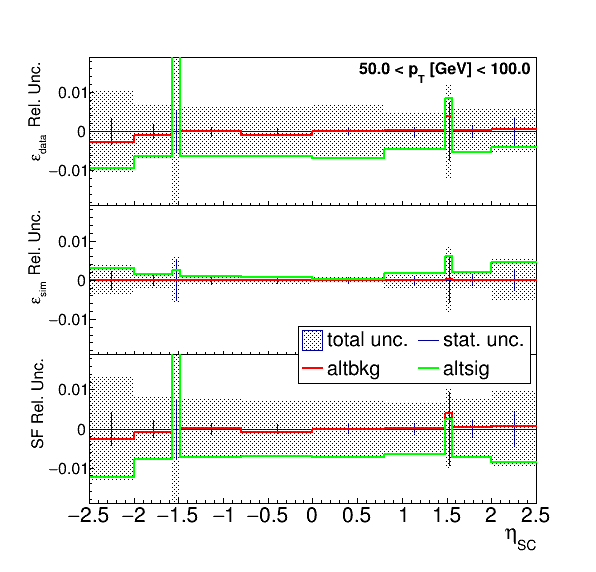 50.0 < p_T [GeV] < 100.0
ε_data Rel. Unc.
0.01
0
−0.01
ε_sim Rel. Unc.
0.01
0
−0.01
total unc. stat. unc.
altbkg altsig
SF Rel. Unc.
0.01
0
−0.01
−2.5 −2 −1.5 −1 −0.5 0 0.5 1 1.5 2 2.5
η_SC